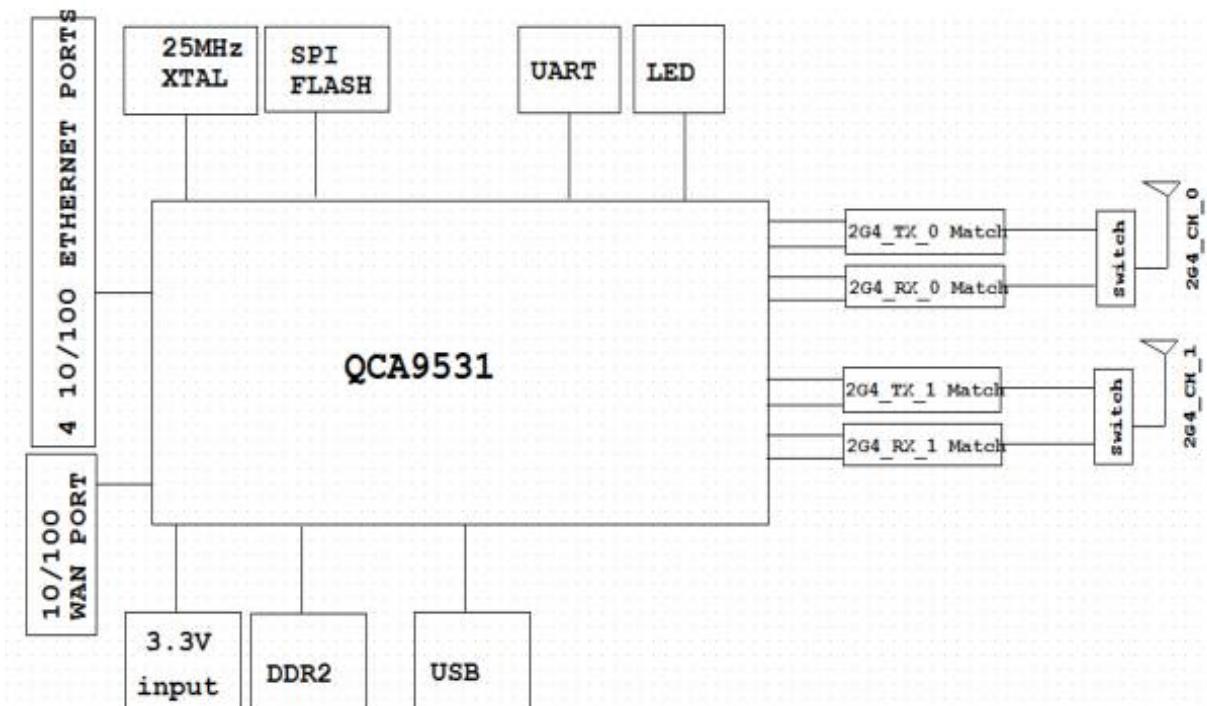 4 10/100 ETHERNET PORTS
25MHz
XTAL
SPI
FLASH
UART
LED
2G4_TX_0 Match
2G4_RX_0 Match
Switch
2G4_CH_0
QCA9531
2G4_TX_1 Match
2G4_RX_1 Match
Switch
2G4_CH_1
10/100
WAN PORT
3.3V
input
DDR2
USB